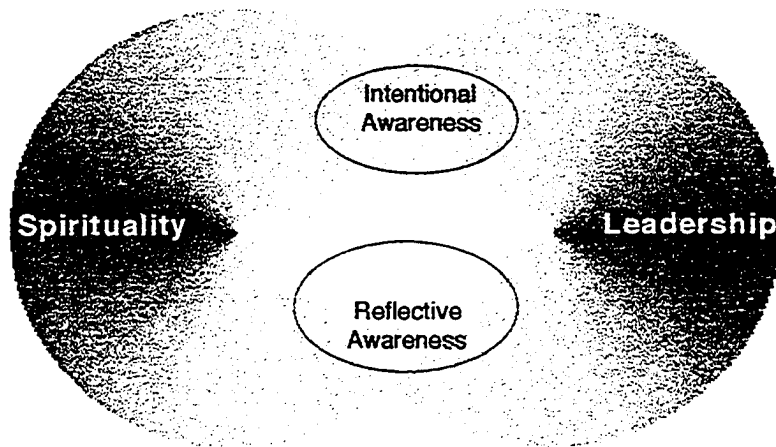 Intentional
Awareness
Spirituality
Leadership
Reflective
Awareness